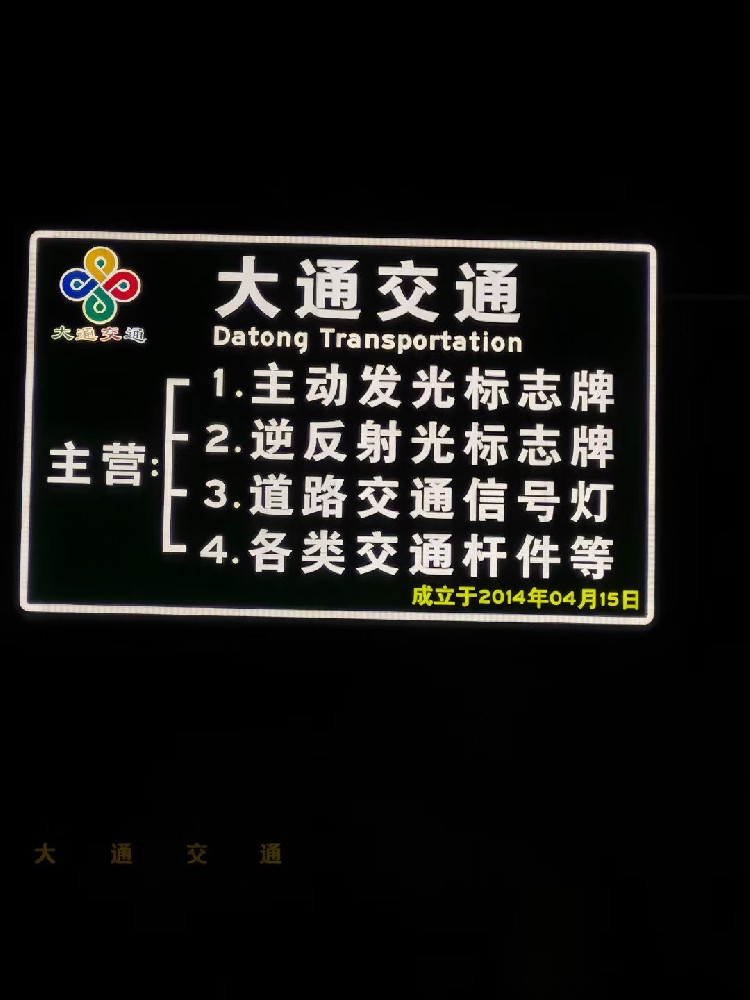 大通交通
大通交通
Datong Transportation
主营:
1.主动发光标志牌
2.逆反射光标志牌
3.道路交通信号灯
4.各类交通杆件等
成立于2014年04月15日
大 通 交 通